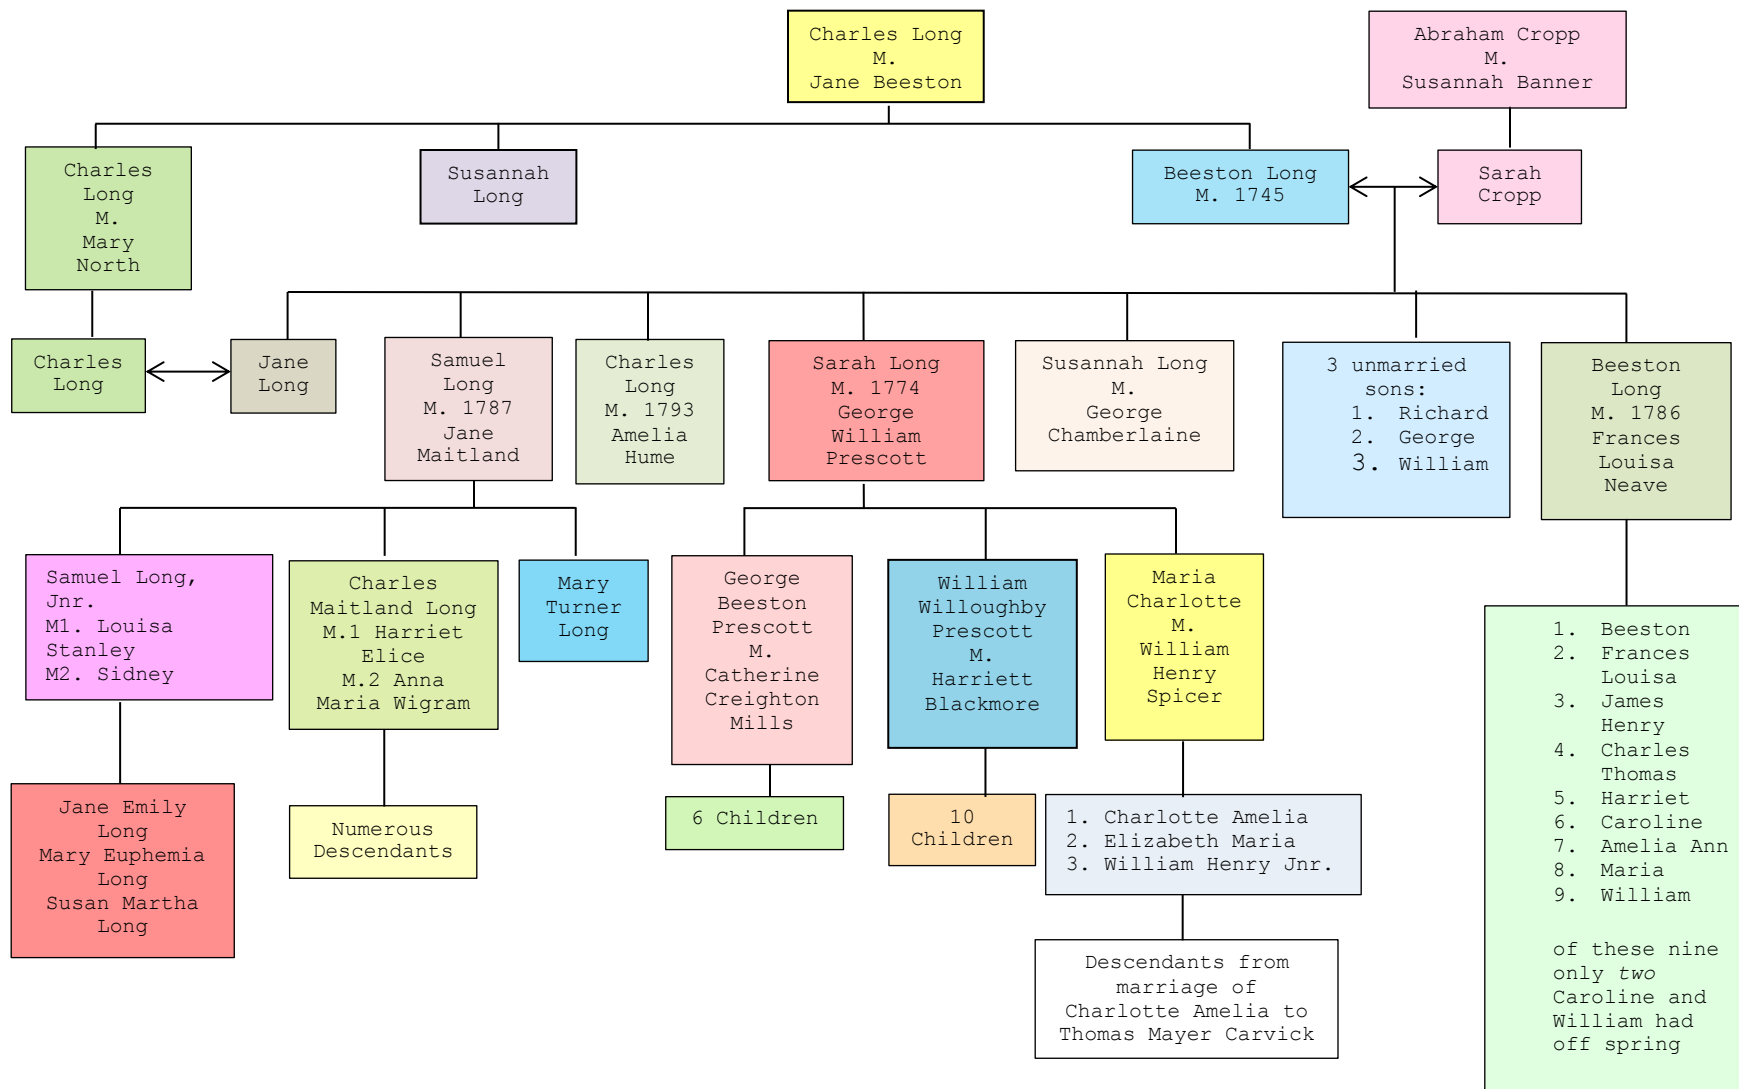 Charles Long
M.
Jane Beeston
Abraham Cropp
M.
Susannah Banner
Charles
Long
M.
Mary
North
Susannah
Long
Beeston Long
M. 1745
Sarah
Cropp
Charles
Long
Jane
Long
Samuel
Long
M. 1787
Jane
Maitland
Charles
Long
M. 1793
Amelia
Hume
Sarah Long
M. 1774
George
William
Prescott
Susannah Long
M.
George
Chamberlaine
3 unmarried
sons:
1. Richard
2. George
3. William
Beeston
Long
M. 1786
Frances
Louisa
Neave
Samuel Long,
Jnr.
M1. Louisa
Stanley
M2. Sidney
Charles
Maitland Long
M.1 Harriet
Elice
M.2 Anna
Maria Wigram
Mary
Turner
Long
George
Beeston
Prescott
M.
Catherine
Creighton
Mills
William
Willoughby
Prescott
M.
Harriett
Blackmore
Maria
Charlotte
M.
William
Henry
Spicer
1. Beeston
2. Frances
Louisa
3. James
Henry
4. Charles
Thomas
5. Harriet
6. Caroline
7. Amelia Ann
8. Maria
9. William
of these nine
only two
Caroline and
William had
off spring
Jane Emily
Long
Mary Euphemia
Long
Susan Martha
Long
Numerous
Descendants
6 Children
10
Children
1. Charlotte Amelia
2. Elizabeth Maria
3. William Henry Jnr.
Descendants from
marriage of
Charlotte Amelia to
Thomas Mayer Carvick